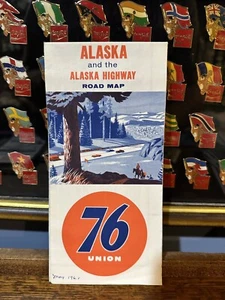 ALASKA
and the
ALASKA HIGHWAY
ROAD MAP
76
UNION